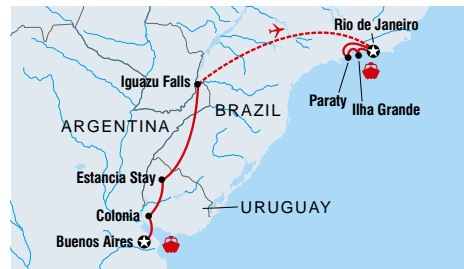 Rio de Janeiro
Iguazu Falls
Paraty
Ilha Grande
BRAZIL
ARGENTINA
Estancia Stay
URUGUAY
Colonia
Buenos Aires